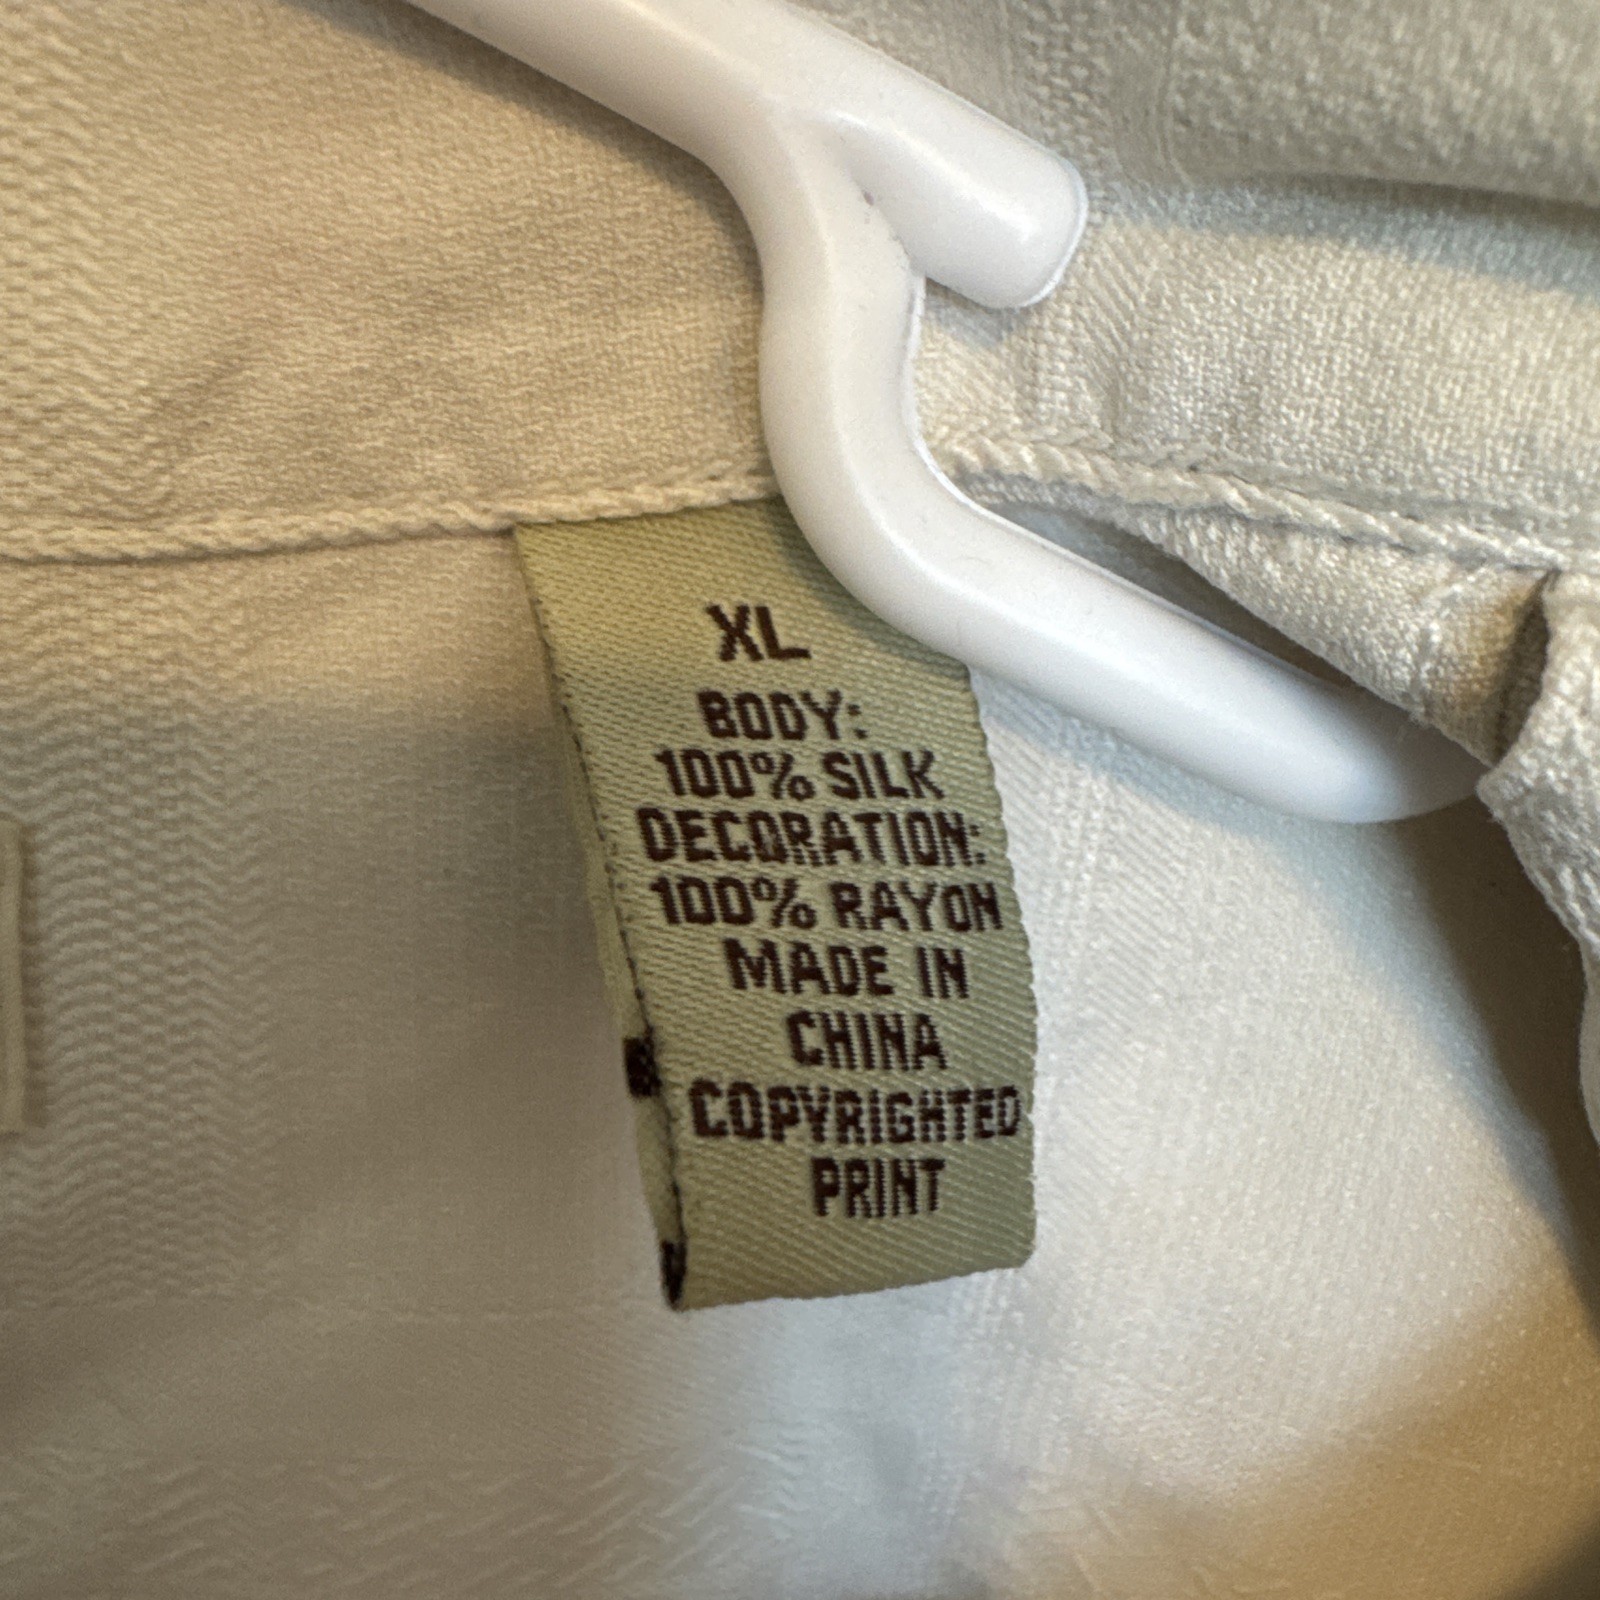 XL
BODY:
100% SILK
DECORATION:
100% RAYON
MADE IN
CHINA
COPYRIGHTED
PRINT